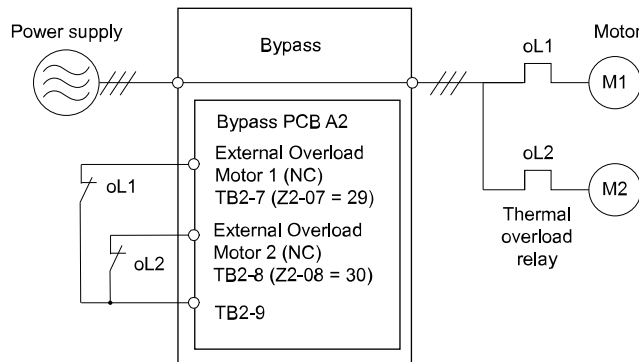 Power supply
Bypass
Motor
oL1
M1
Bypass PCB A2
External Overload
Motor 1 (NC)
TB2-7 (Z2-07 = 29)
oL1
oL2
M2
External Overload
Motor 2 (NC)
TB2-8 (Z2-08 = 30)
oL2
Thermal
overload
relay
TB2-9